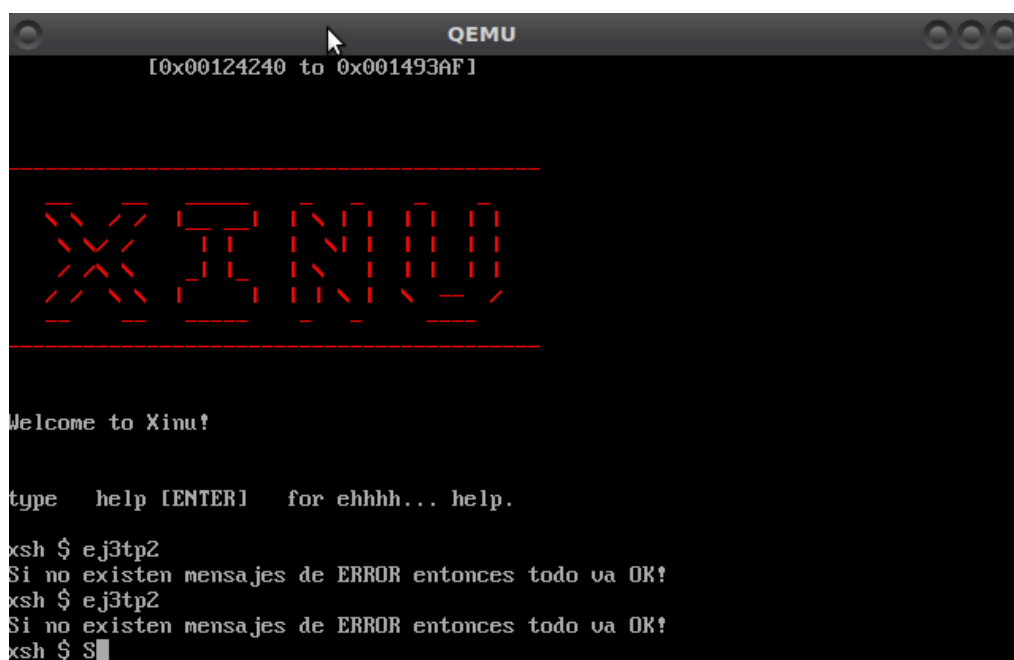 QEMU
[0x00124240 to 0x001493AF]
XINU
Welcome to Xinu!
type help [ENTER] for ehhhh... help.
xsh $ ej3tp2
Si no existen mensajes de ERROR entonces todo va OK!
xsh $ ej3tp2
Si no existen mensajes de ERROR entonces todo va OK!
xsh $ S